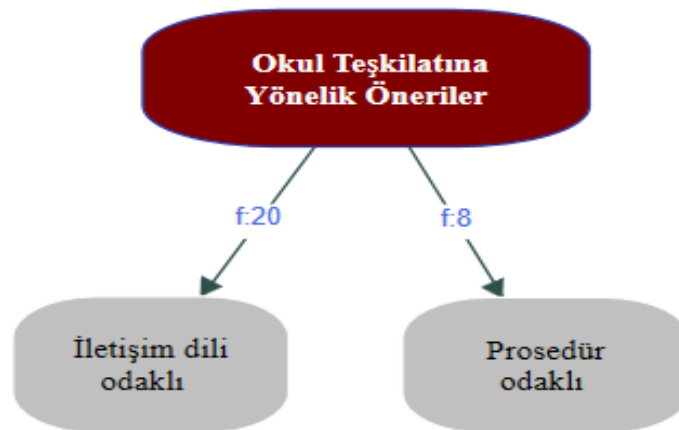 Okul Teşkilatına
Yönelik Öneriler
f:20
f:8
İletişim dili
odaklı
Prosedür
odaklı